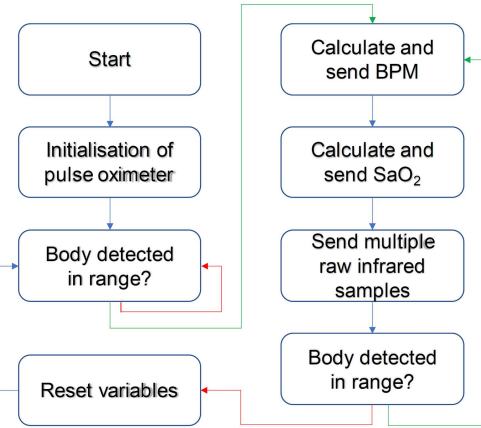 Start
Initialisation of
pulse oximeter
Body detected
in range?
Reset variables
Calculate and
send BPM
Calculate and
send SaO₂
Send multiple
raw infrared
samples
Body detected
in range?